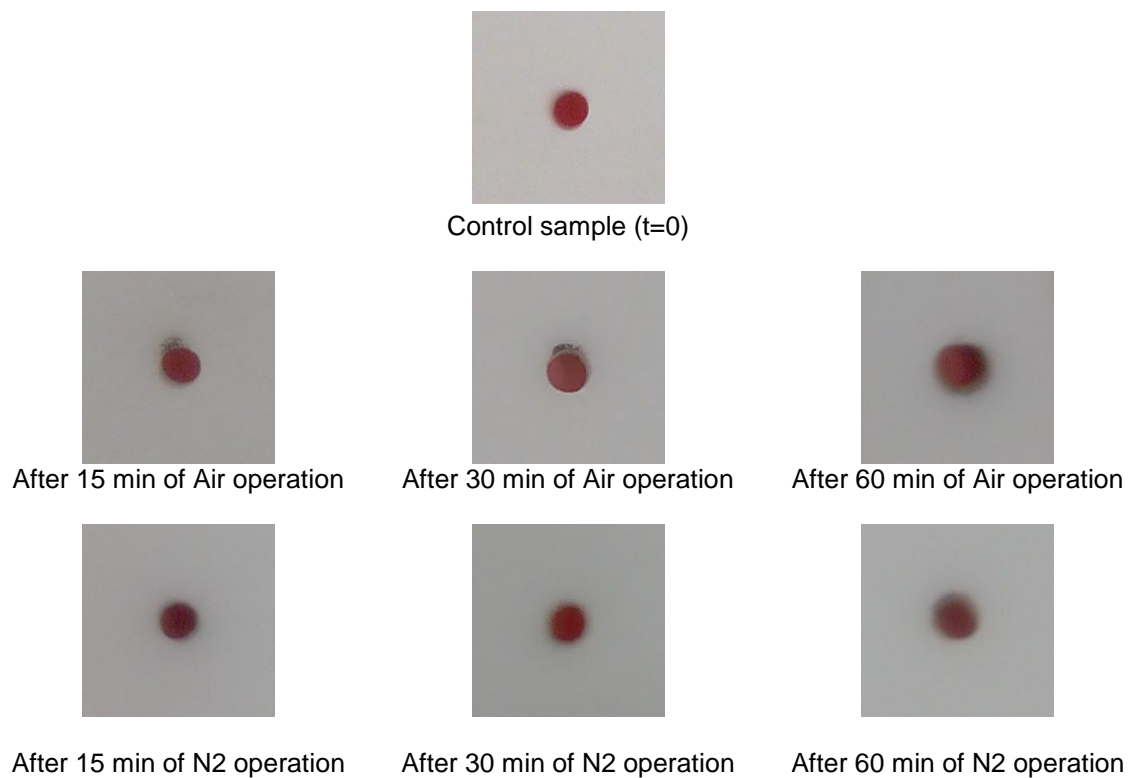 Control sample (t=0)
After 15 min of Air operation
After 30 min of Air operation
After 60 min of Air operation
After 15 min of N2 operation
After 30 min of N2 operation
After 60 min of N2 operation